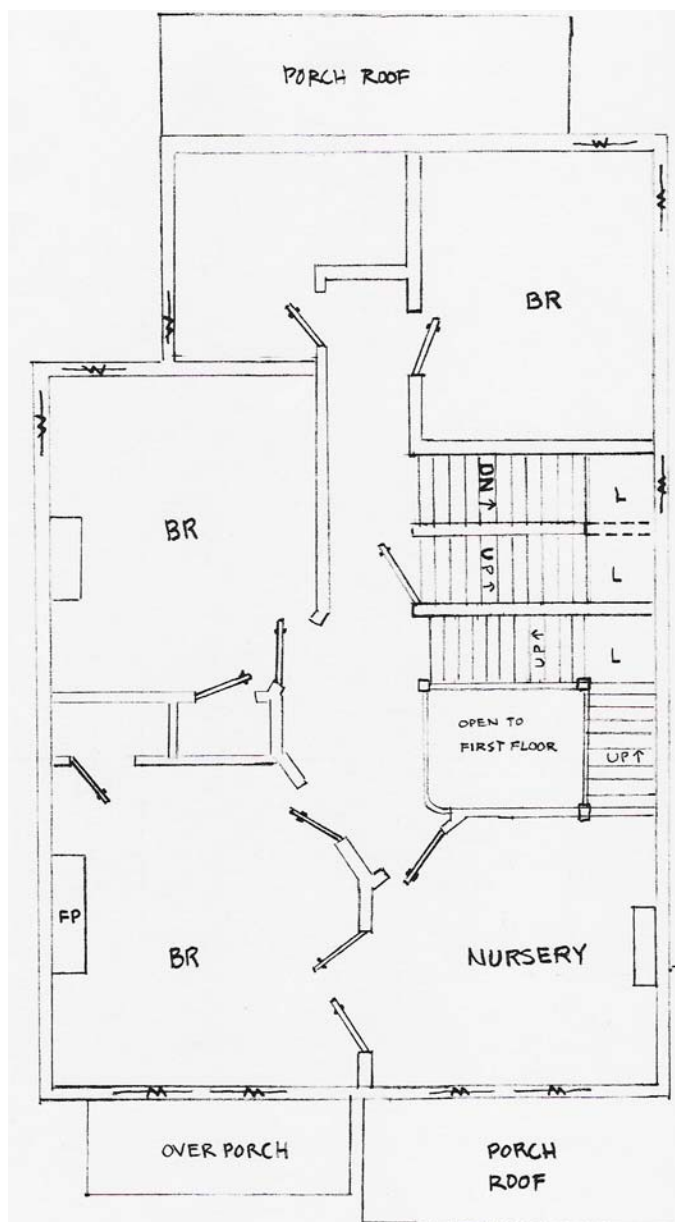 PORCH ROOF
W
W
BR
W
W
W
DN↓
L
W
BR
UP↑
L
UP↑
L
OPEN TO
FIRST FLOOR
UP↑
FP
BR
NURSERY
W
W
W
W
OVER PORCH
PORCH
ROOF